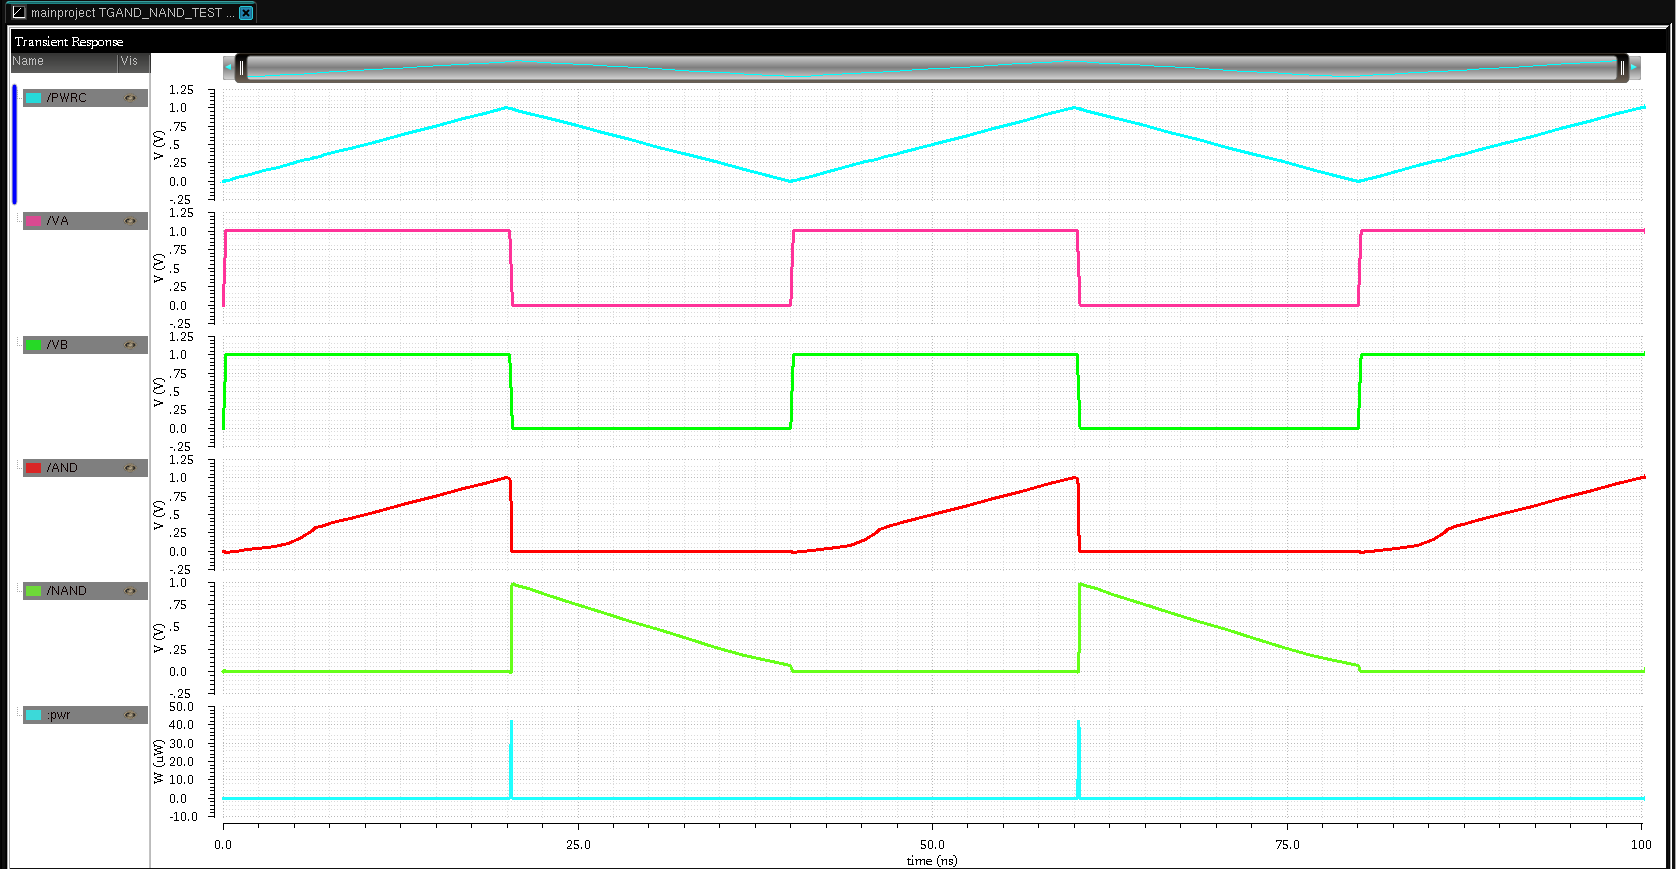 mainproject TGAND_NAND_TEST ...
Transient Response
Name Vis
/PWRC
1.25
1.0
.75
.5
.25
0.0
-.25
V (V)
/VA
1.25
1.0
.75
.5
.25
0.0
-.25
V (V)
/VB
1.25
1.0
.75
.5
.25
0.0
-.25
V (V)
/AND
1.25
1.0
.75
.5
.25
0.0
-.25
V (V)
/NAND
1.0
.75
.5
.25
0.0
-.25
V (V)
:pwr
50.0
40.0
30.0
20.0
10.0
0.0
-10.0
W (uW)
0.0 25.0 50.0 75.0 100
time (ns)